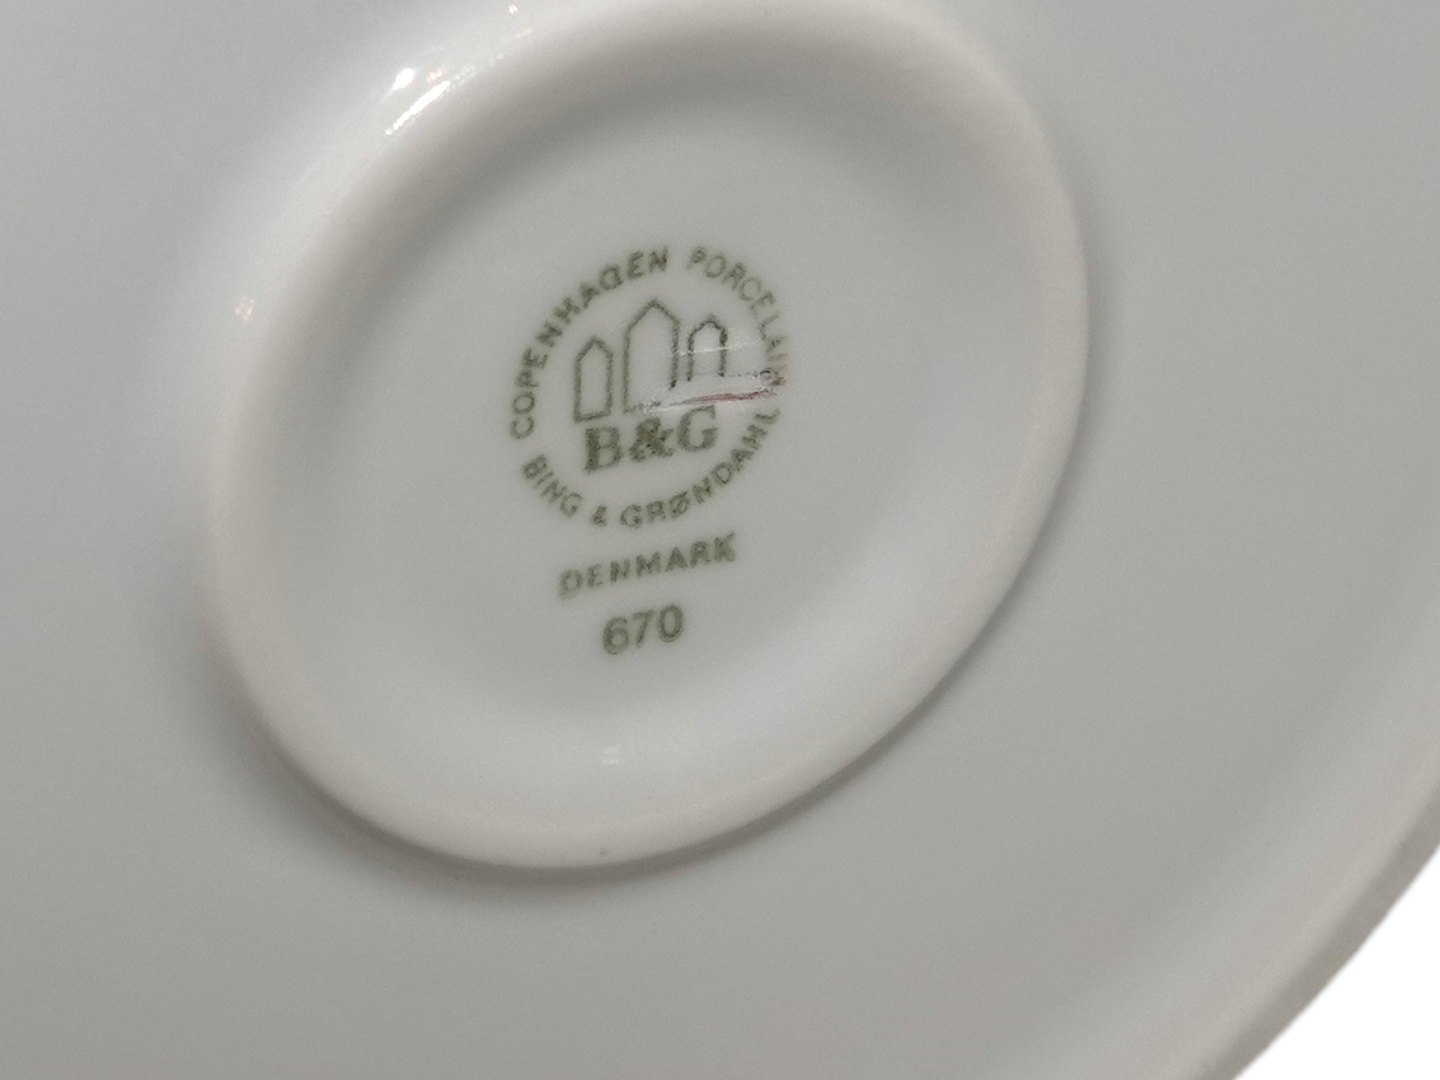 COPENHAGEN PORCELAIN
B&G
BING & GRØNDAHL
DENMARK
670